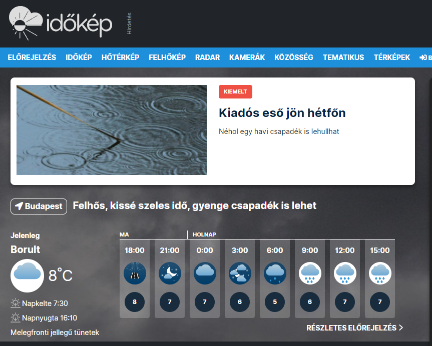 időkép
Hirdetés
ELŐREJELZÉS IDŐKÉP HŐTÉRKÉP FELHŐKÉP RADAR KAMERÁK KÖZÖSSÉG TEMATIKUS TÉRKÉPEK
KIEMELT
Kiadós eső jön hétfőn
Néhol egy havi csapadék is lehullhat
Budapest Felhős, kissé szeles idő, gyenge csapadék is lehet
Jelenleg
Borult
8°C
Napkelte 7:30
Napnyugta 16:10
Melegfronti jellegű tünetek
MA HOLNAP
18:00 21:00 0:00 3:00 6:00 9:00 12:00 15:00
8 7 7 6 5 6 7 7
RÉSZLETES ELŐREJELZÉS